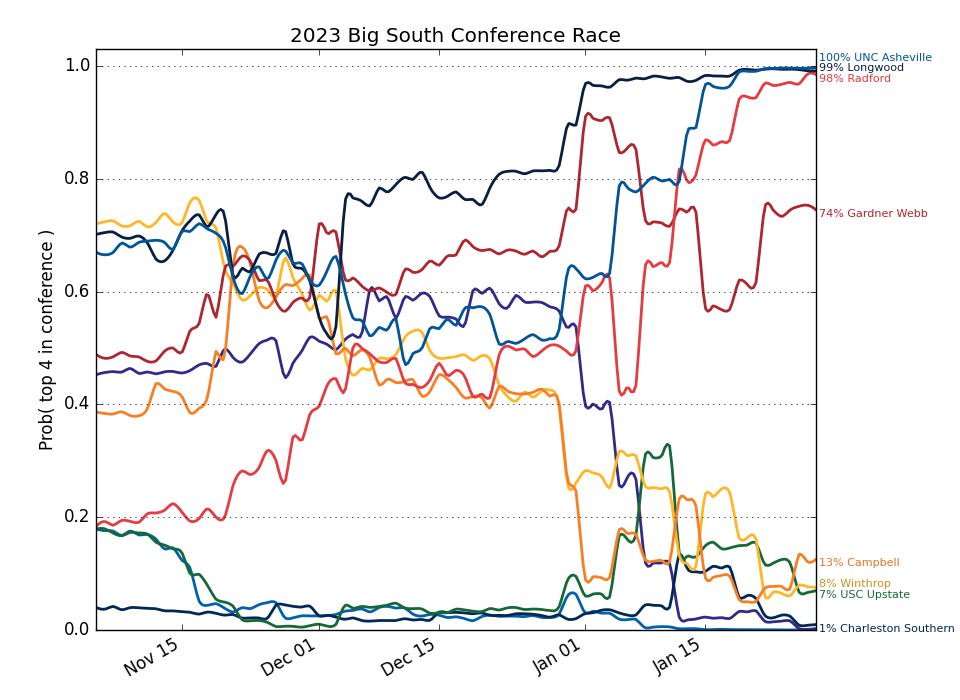 2023 Big South Conference Race
Prob( top 4 in conference )
1.0
0.8
0.6
0.4
0.2
0.0
Nov 15
Dec 01
Dec 15
Jan 01
Jan 15
100% UNC Asheville
99% Longwood
98% Radford
74% Gardner Webb
13% Campbell
8% Winthrop
7% USC Upstate
1% Charleston Southern